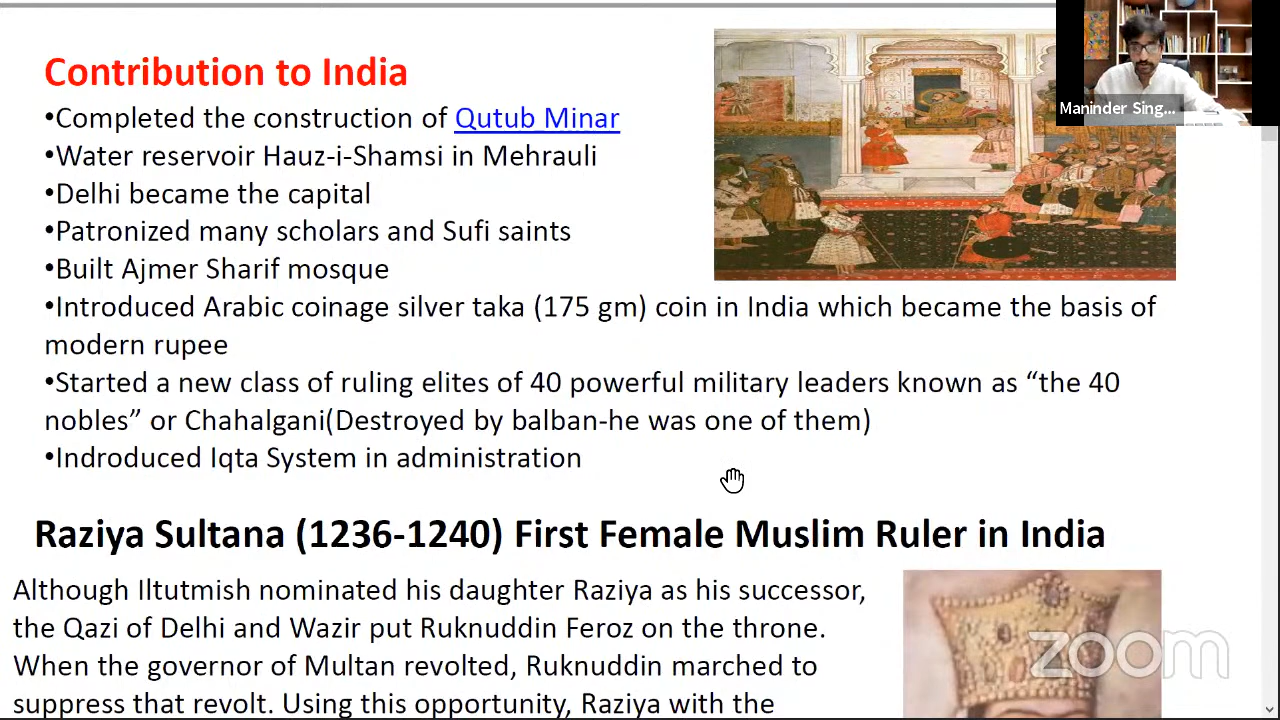 Contribution to India
•Completed the construction of Qutub Minar
•Water reservoir Hauz-i-Shamsi in Mehrauli
•Delhi became the capital
•Patronized many scholars and Sufi saints
•Built Ajmer Sharif mosque
•Introduced Arabic coinage silver taka (175 gm) coin in India which became the basis of
modern rupee
•Started a new class of ruling elites of 40 powerful military leaders known as “the 40
nobles” or Chahalgani(Destroyed by balban-he was one of them)
•Indroduced Iqta System in administration
Raziya Sultana (1236-1240) First Female Muslim Ruler in India
Although Iltutmish nominated his daughter Raziya as his successor,
the Qazi of Delhi and Wazir put Ruknuddin Feroz on the throne.
When the governor of Multan revolted, Ruknuddin marched to
suppress that revolt. Using this opportunity, Raziya with the
Maninder Sing...
zoom